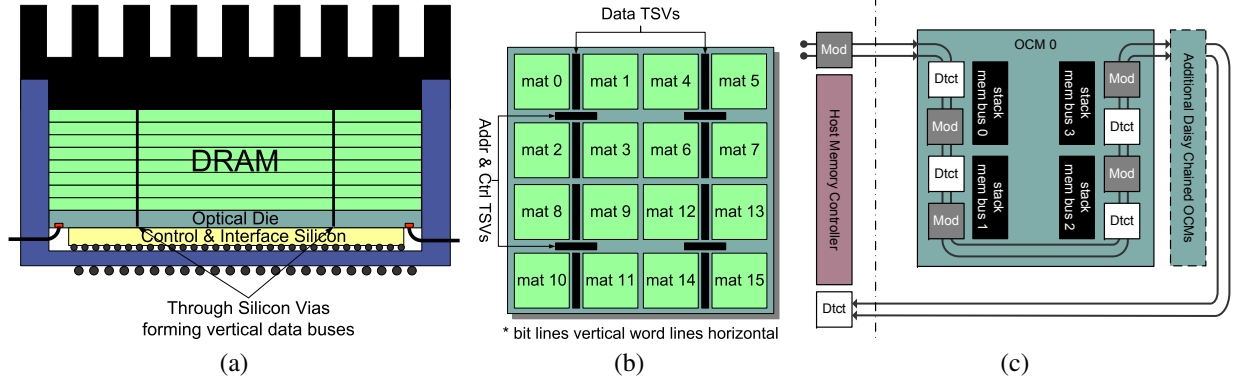 DRAM
Optical Die
Control & Interface Silicon
Through Silicon Vias
forming vertical data buses
(a)
Data TSVs
Addr & Ctrl TSVs
mat 0 mat 1 mat 4 mat 5
mat 2 mat 3 mat 6 mat 7
mat 8 mat 9 mat 12 mat 13
mat 10 mat 11 mat 14 mat 15
* bit lines vertical word lines horizontal
(b)
Mod
Host Memory Controller
Dtct
OCM 0
Dtct
Mod
Dtct
Mod
stack
mem bus 0
stack
mem bus 1
stack
mem bus 3
stack
mem bus 2
Mod
Dtct
Mod
Dtct
Additional Daisy
Chained OCMs
(c)